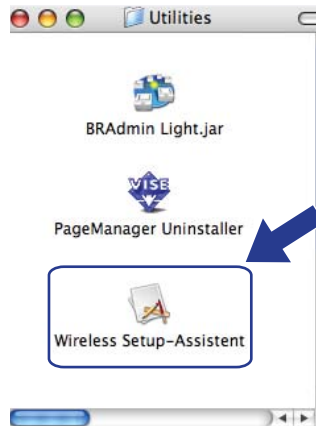 Utilities
BRAdmin Light.jar
VISE
PageManager Uninstaller
Wireless Setup-Assistent